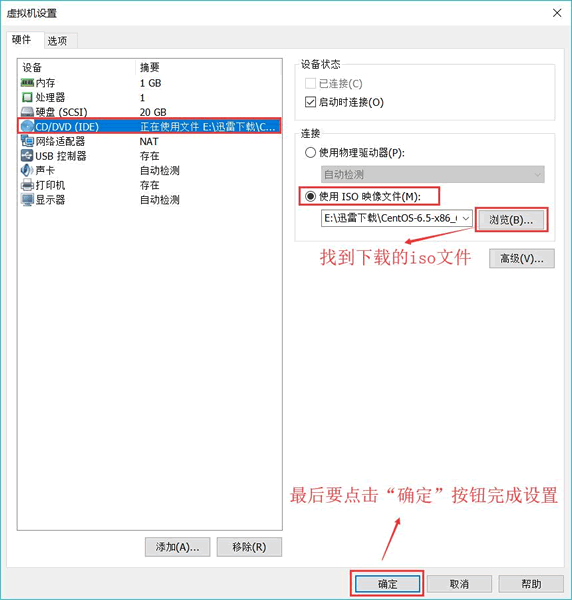 虚拟机设置
硬件 选项
设备 摘要
内存 1 GB
处理器 1
硬盘 (SCSI) 20 GB
CD/DVD (IDE) 正在使用文件 E:\迅雷下载\C...
网络适配器 NAT
USB 控制器 存在
声卡 自动检测
打印机 存在
显示器 自动检测
添加(A)... 移除(R)
设备状态
已连接(C)
启动时连接(O)
连接
使用物理驱动器(P):
自动检测
使用 ISO 映像文件(M):
E:\迅雷下载\CentOS-6.5-x86_ 浏览(B)...
找到下载的iso文件
高级(V)...
最后要点击“确定”按钮完成设置
确定 取消 帮助